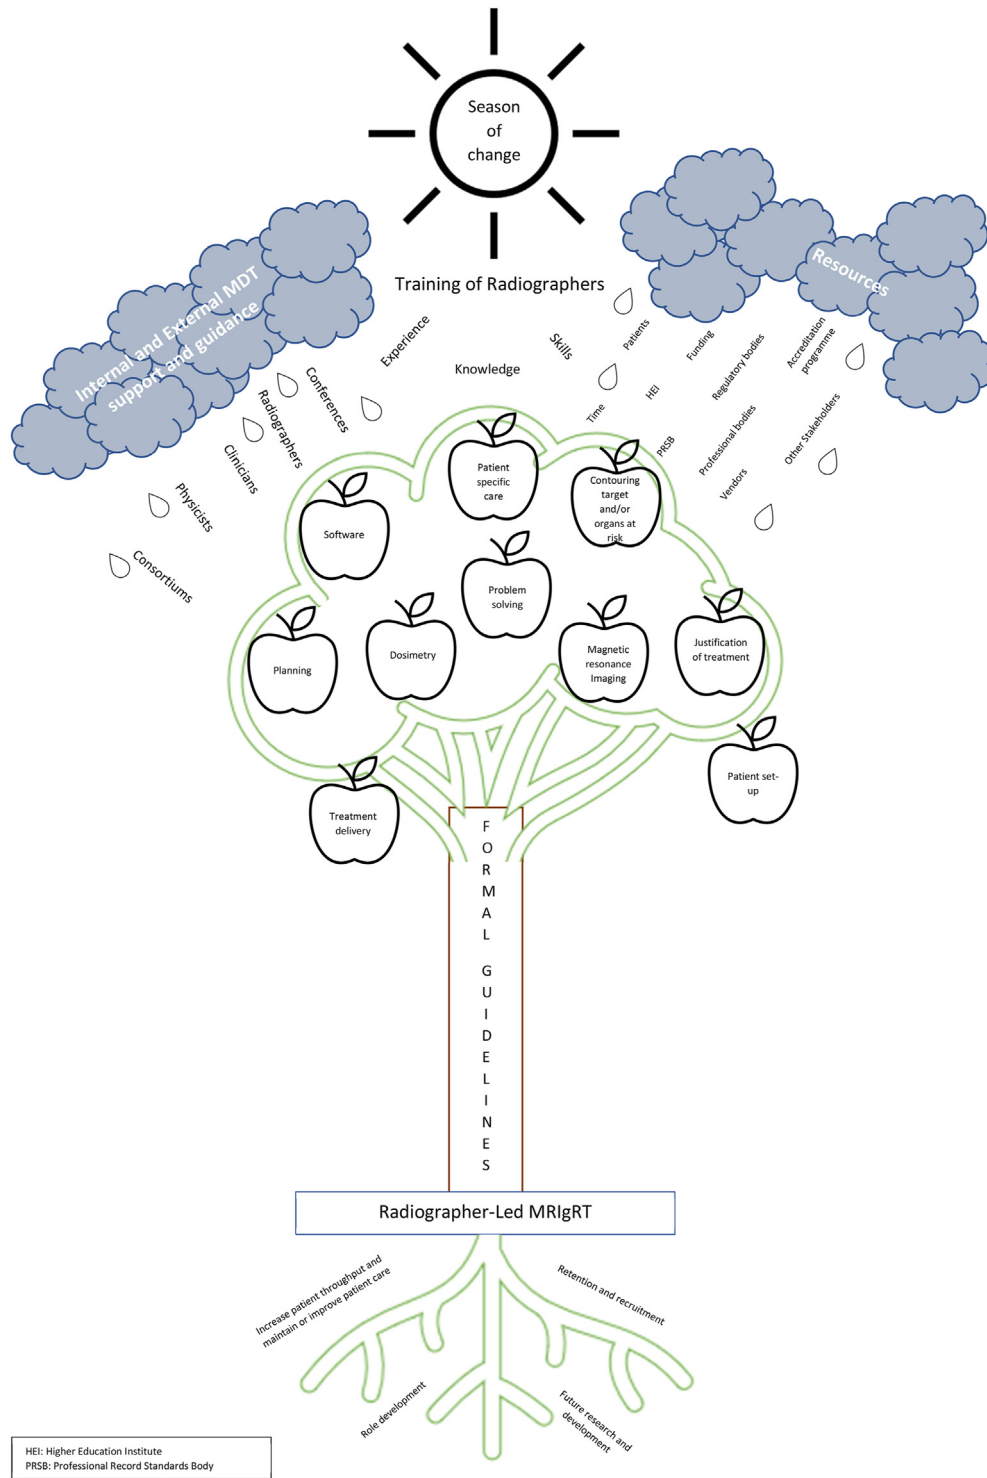 Season
of
change
Internal and External MDT
support and guidance
Resources
Training of Radiographers
Experience
Knowledge
Skills
Conferences
Radiographers
Clinicians
Physicists
Consortiums
Patients
Funding
Regulatory bodies
Accreditation
programme
Time
HEI
PRSB
Professional bodies
Vendors
Other Stakeholders
Patient
specific
care
Contouring
target
and/or
organs at
risk
Software
Problem
solving
Planning
Dosimetry
Magnetic
resonance
Imaging
Justification
of treatment
Patient set-
up
Treatment
delivery
FORMAL GUIDELINES
Radiographer-Led MRIgRT
Increase patient throughput and
maintain or improve patient care
Retention and recruitment
Role development
Future research and
development
HEI: Higher Education Institute
PRSB: Professional Record Standards Body